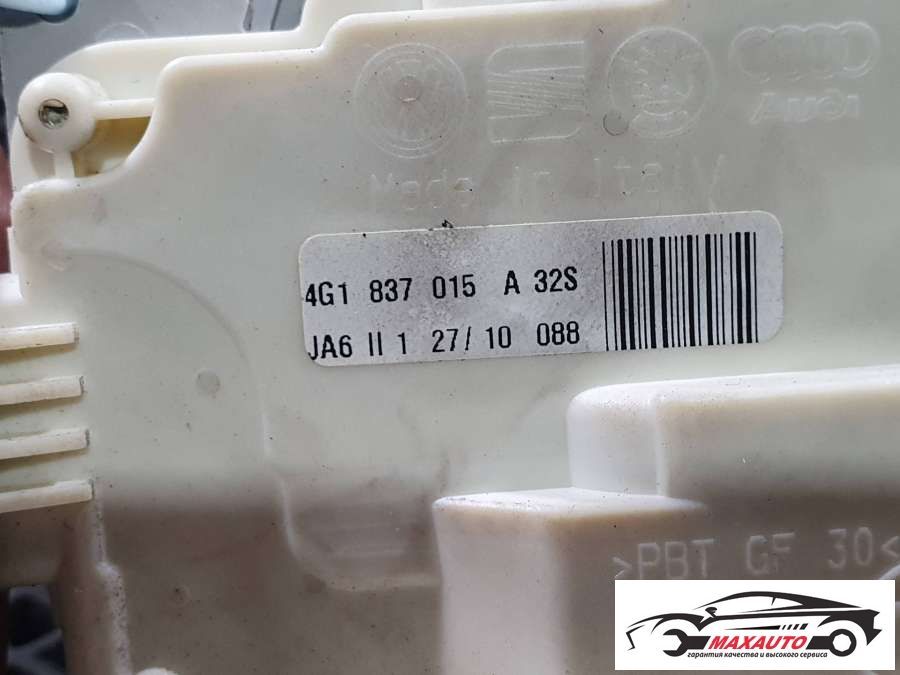 Audi
Made in Italy
4G1 837 015 A 32S
JA6 II 1 27/ 10 088
>PBT GF 30<
MAXAUTO
гарантия качества и высокого сервиса